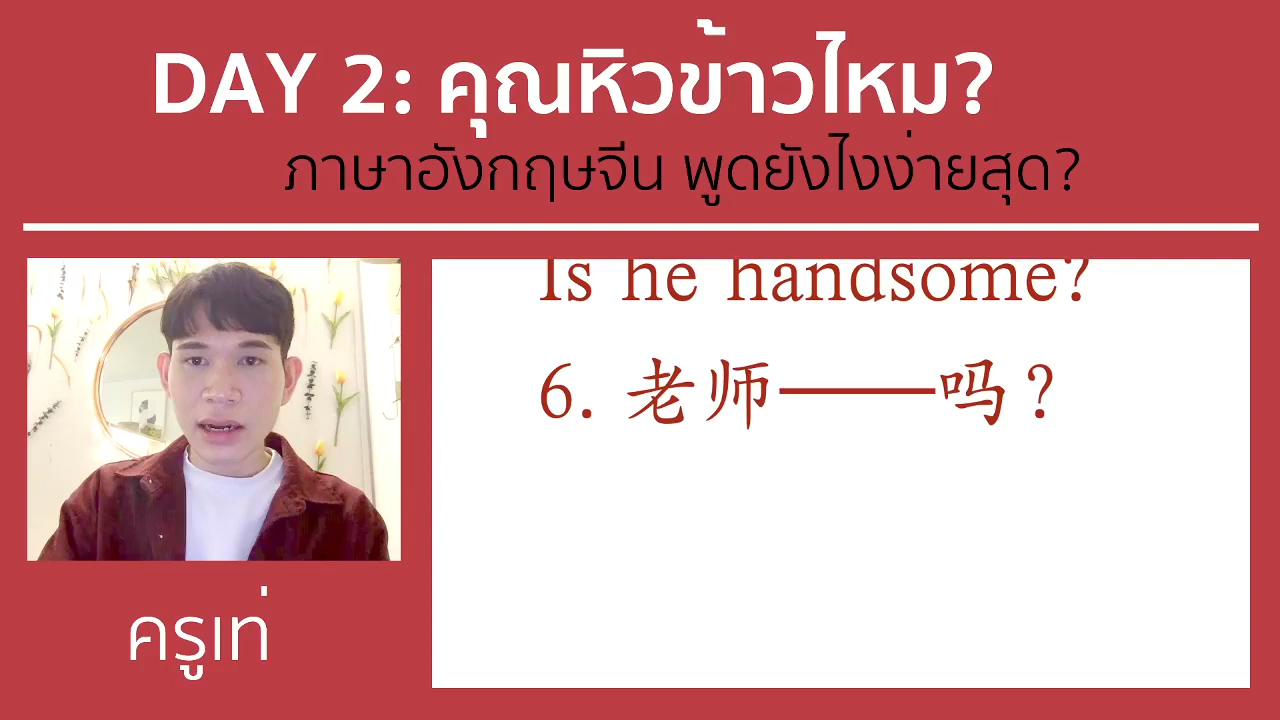 DAY 2: คุณหิวข้าวไหม?
ภาษาอังกฤษจีน พูดยังไงง่ายสุด?
Is he handsome?
6. 老师——吗？
ครูเท่